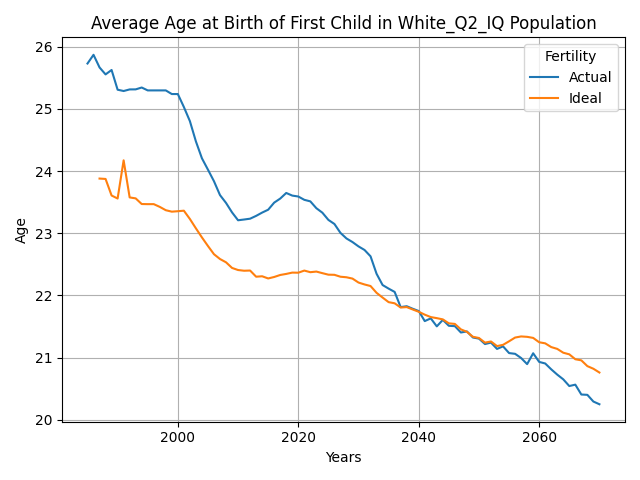 Average Age at Birth of First Child in White_Q2_IQ Population
26
25
24
23
22
21
20
Age
2000
2020
2040
2060
Years
Fertility
Actual
Ideal